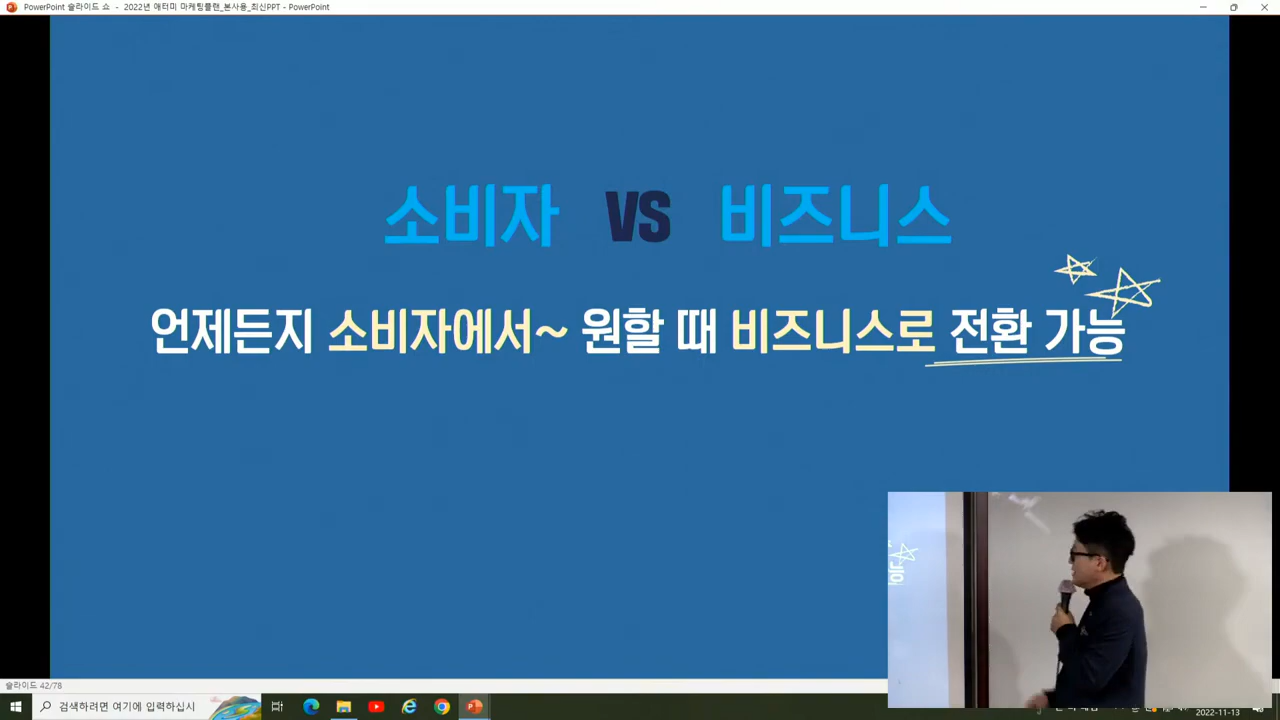 PowerPoint 슬라이드 쇼 - 2022년 애터미 마케팅플랜_본사용_최신PPT - PowerPoint
소비자 VS 비즈니스
언제든지 소비자에서~ 원할 때 비즈니스로 전환 가능
슬라이드 42/78
검색하려면 여기에 입력하십시
2022-11-13